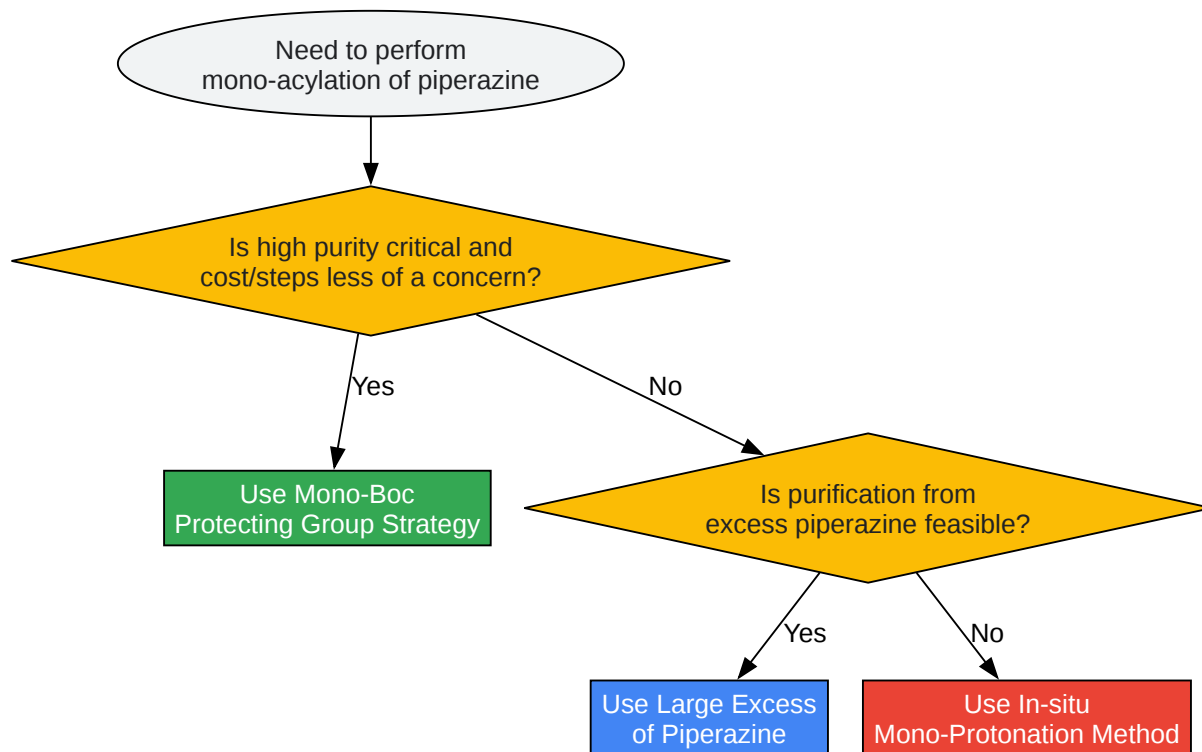 Need to perform
mono-acylation of piperazine
Is high purity critical and
cost/steps less of a concern?
Yes
No
Use Mono-Boc
Protecting Group Strategy
Is purification from
excess piperazine feasible?
Yes
No
Use Large Excess
of Piperazine
Use In-situ
Mono-Protonation Method